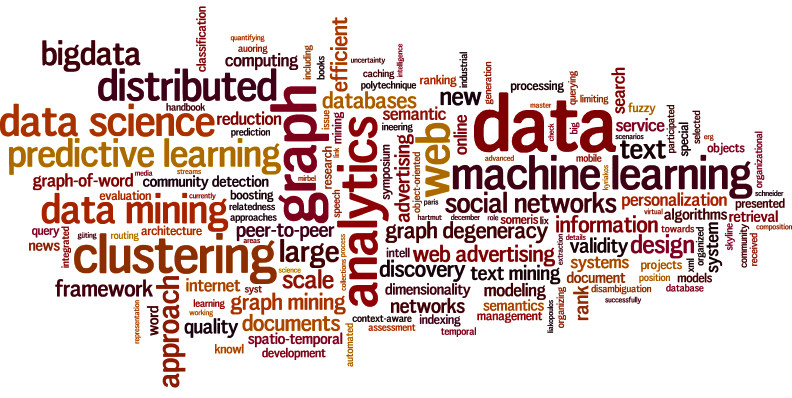 bigdata
classification
quantifying
auoring
computing
including
books
efficient
uncertainty
caching
intelligence
polytechnique
ranking
industrial
generation
processing
querying
limiting
search
fuzzy
distributed
handbook
databases
semantic
new
master
data
check
big
service
scenarios
participated
special
selected
data science
reduction
prediction
graph
issue
mining
ineering
online
text
erg
objects
organizational
predictive learning
streams
research
link
analytics
symposium
advertising
object-oriented
web
advanced
mobile
kyriakos
machine learning
schneider
graph-of-word
media
community detection
mirbel
speech
paris
social networks
personalization
presented
evaluation
currently
boosting
relatedness
approaches
data mining
hartmut
december
role
someris
lix
information
virtual
algorithms
retrieval
composition
query
integrated
giting
routing
architecture
peer-to-peer
areas
graph degeneracy
towards
news
clustering
large
process
collections
intell
web advertising
extraction
details
validity
design
xml
organized
system
skyline
community
received
science
discovery
text mining
systems
projects
position
models
framework
approach
internet
syst
scale
dimensionality
modeling
document
disambiguation
database
representation
word
learning
working
graph mining
networks
semantics
management
liakopoulos
organizing
rank
successfully
quality
documents
context-aware
indexing
assessment
temporal
knowl
spatio-temporal
development
automated